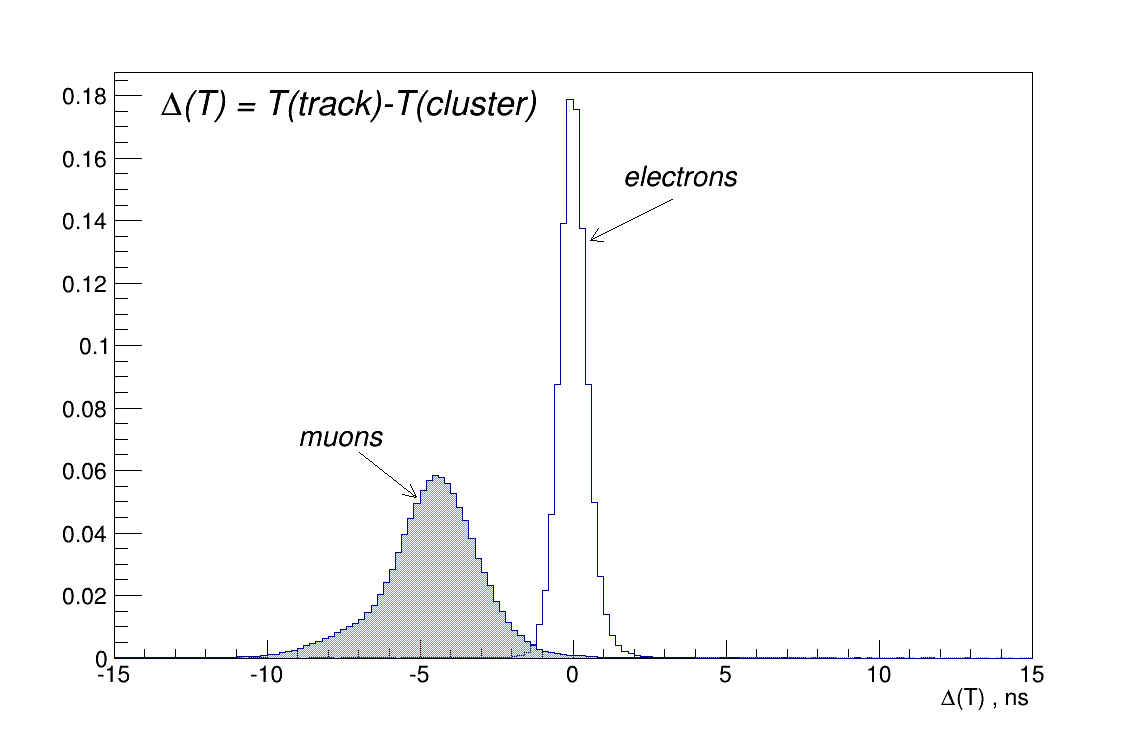 Δ(T) = T(track)-T(cluster)
0.18
0.16
electrons
0.14
0.12
0.1
0.08
muons
0.06
0.04
0.02
0
-15 -10 -5 0 5 10 15
Δ(T) , ns